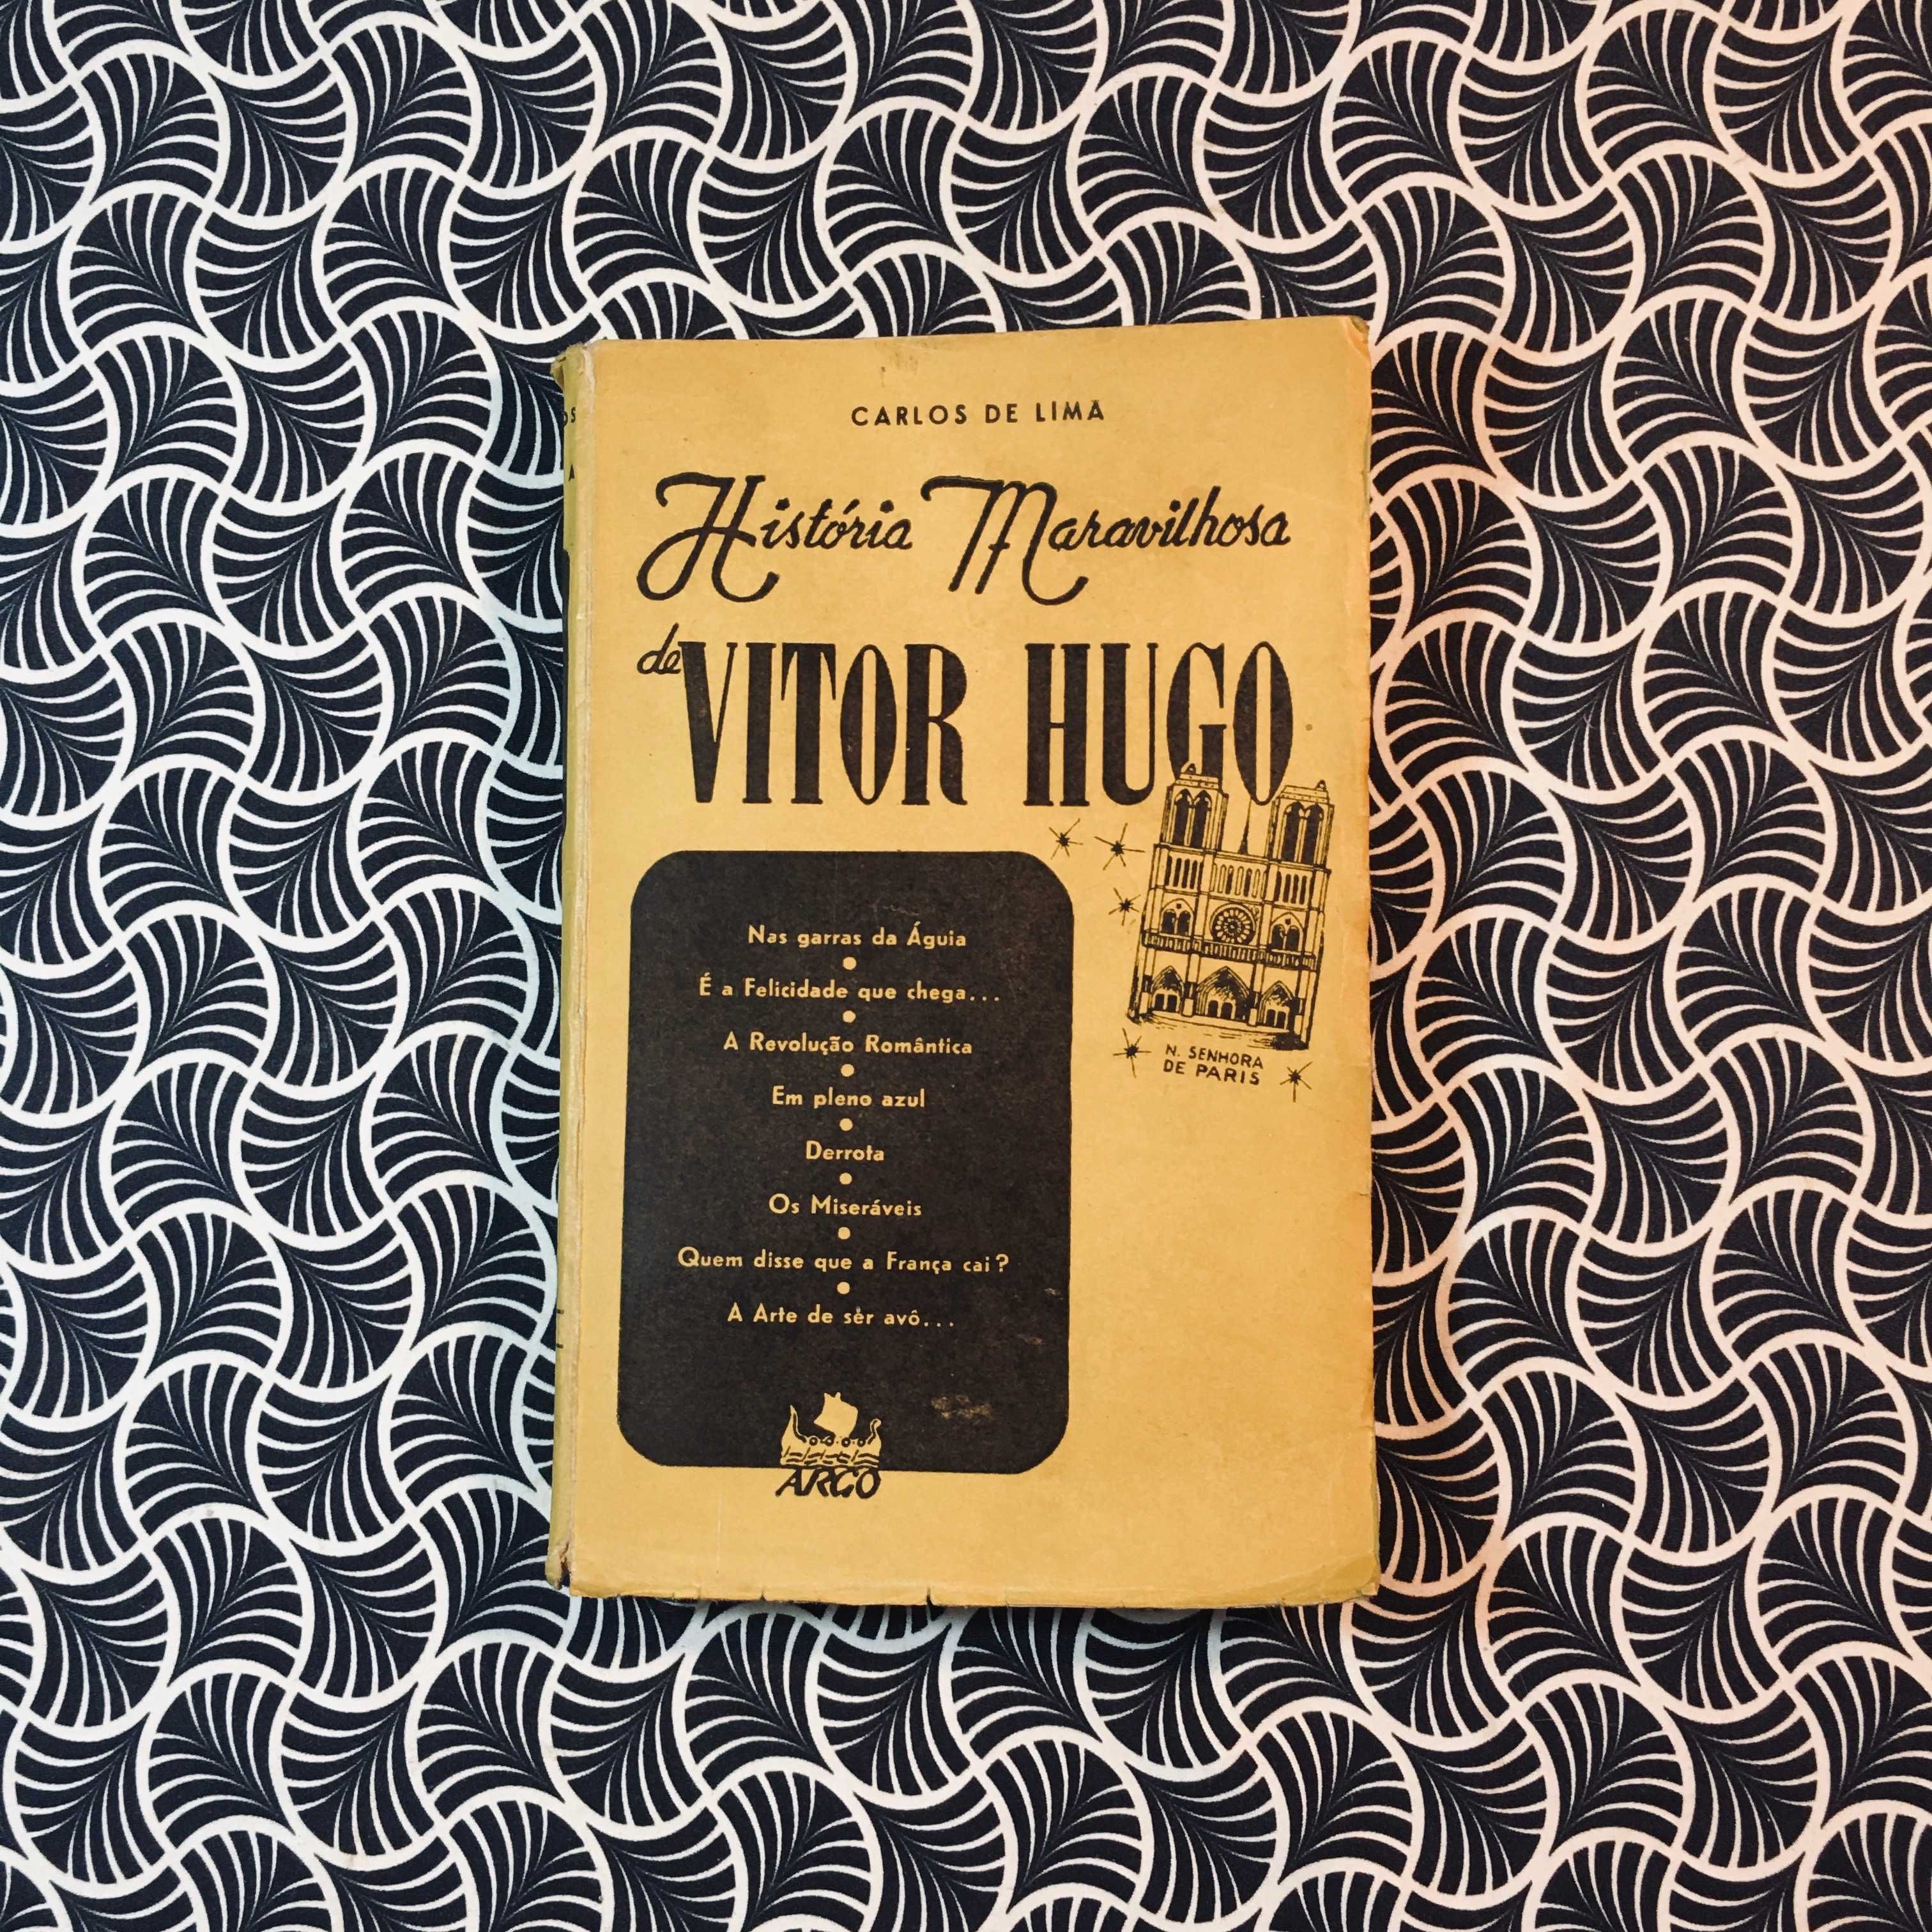 CARLOS DE LIMA
História Maravilhosa
de VITOR HUGO
Nas garras da Águia
É a Felicidade que chega...
A Revolução Romântica
Em pleno azul
Derrota
Os Miseráveis
Quem disse que a França cai?
A Arte de sêr avô...
N. SENHORA
DE PARIS
ARGO